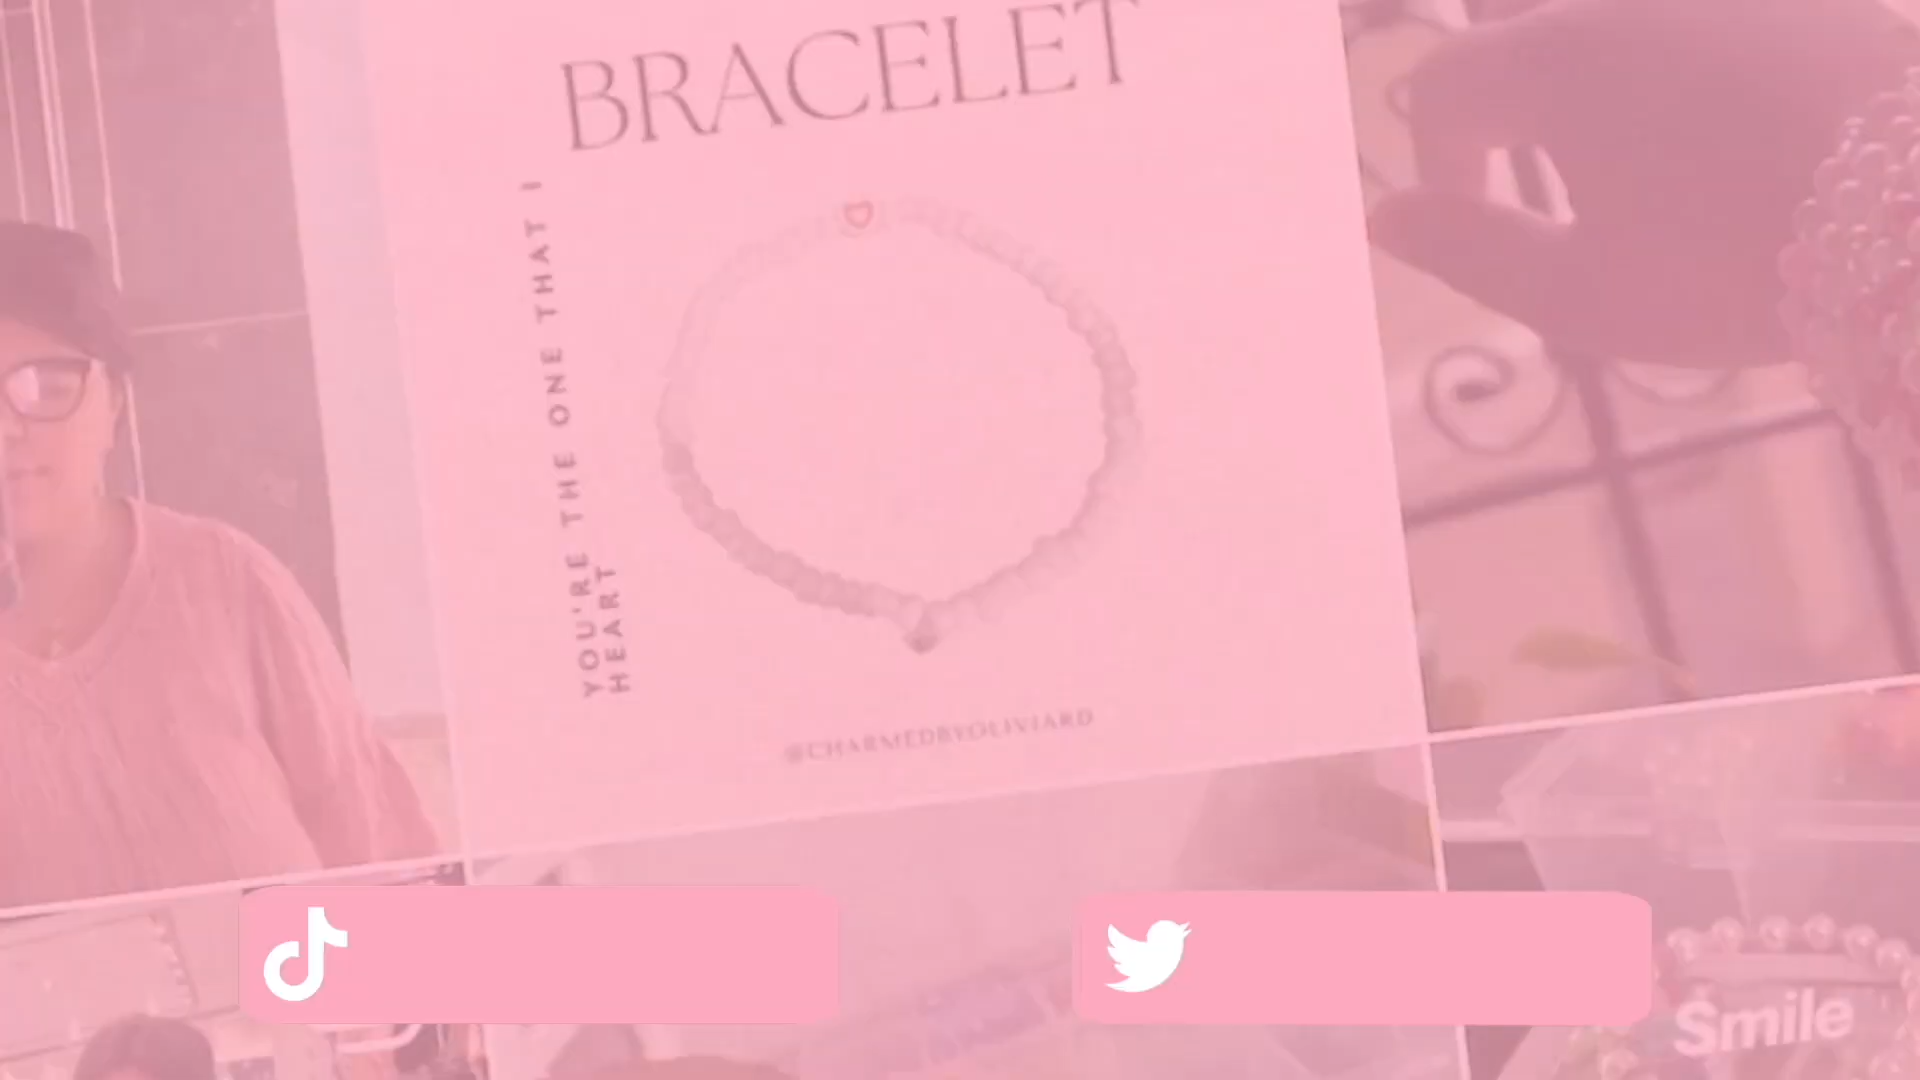 BRACELET
YOU'RE THE ONE THAT I
HEART
@CHARMEDBYOLIVIARD
Smile